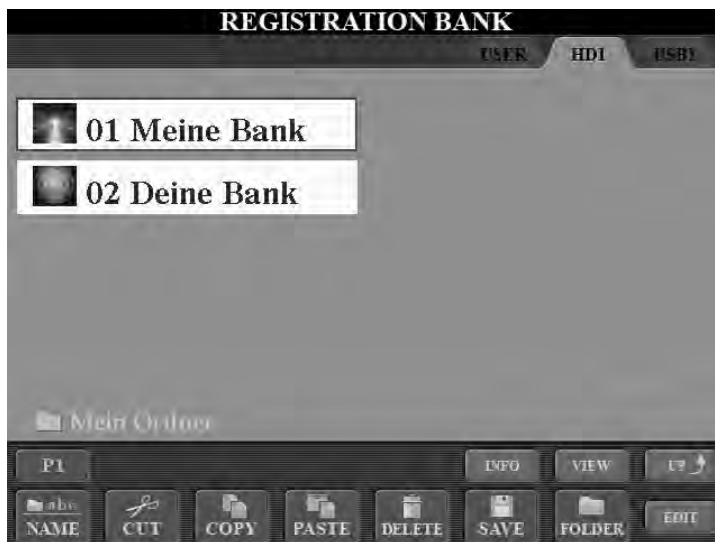 REGISTRATION BANK
USER HD1 USB1
01 Meine Bank
02 Deine Bank
Mein Ordner
P1 INFO VIEW UP
abc
NAME CUT COPY PASTE DELETE SAVE FOLDER EDIT